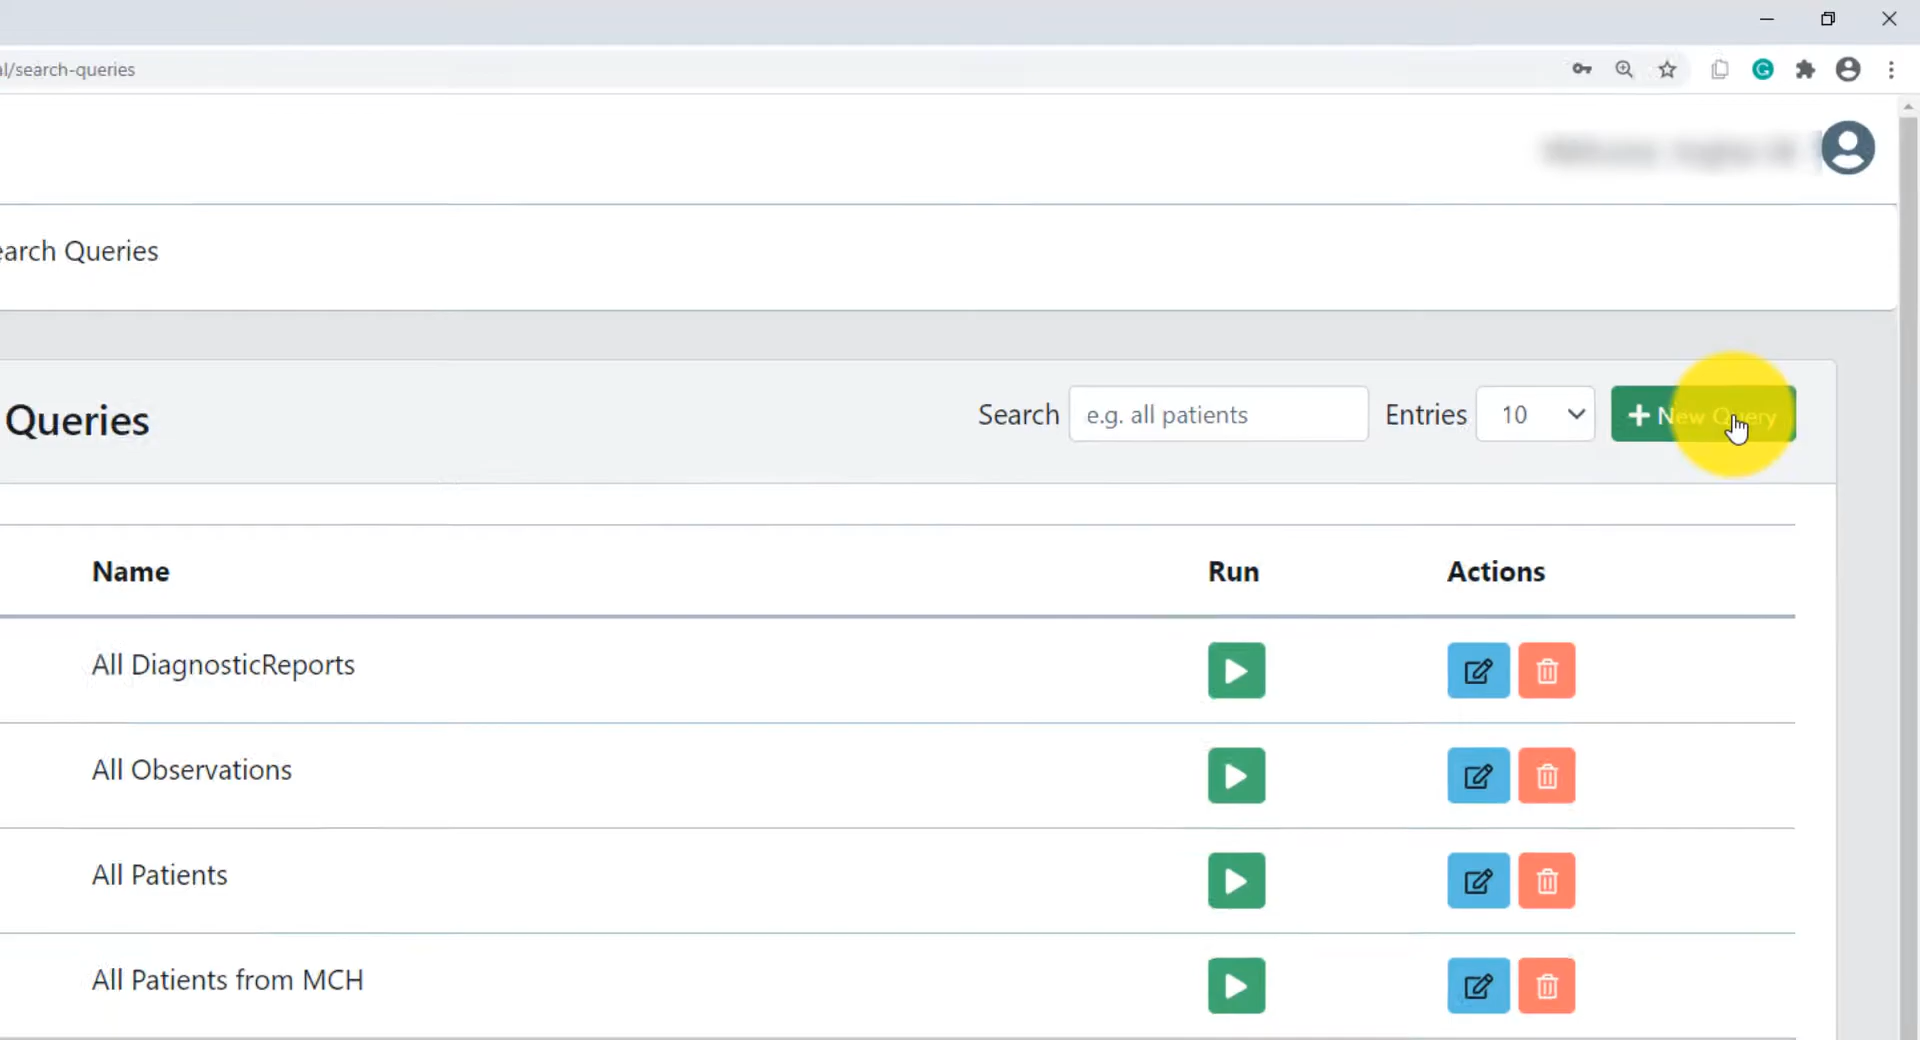 l/search-queries
earch Queries
Queries
Search e.g. all patients Entries 10 + New Query
Name Run Actions
All DiagnosticReports
All Observations
All Patients
All Patients from MCH